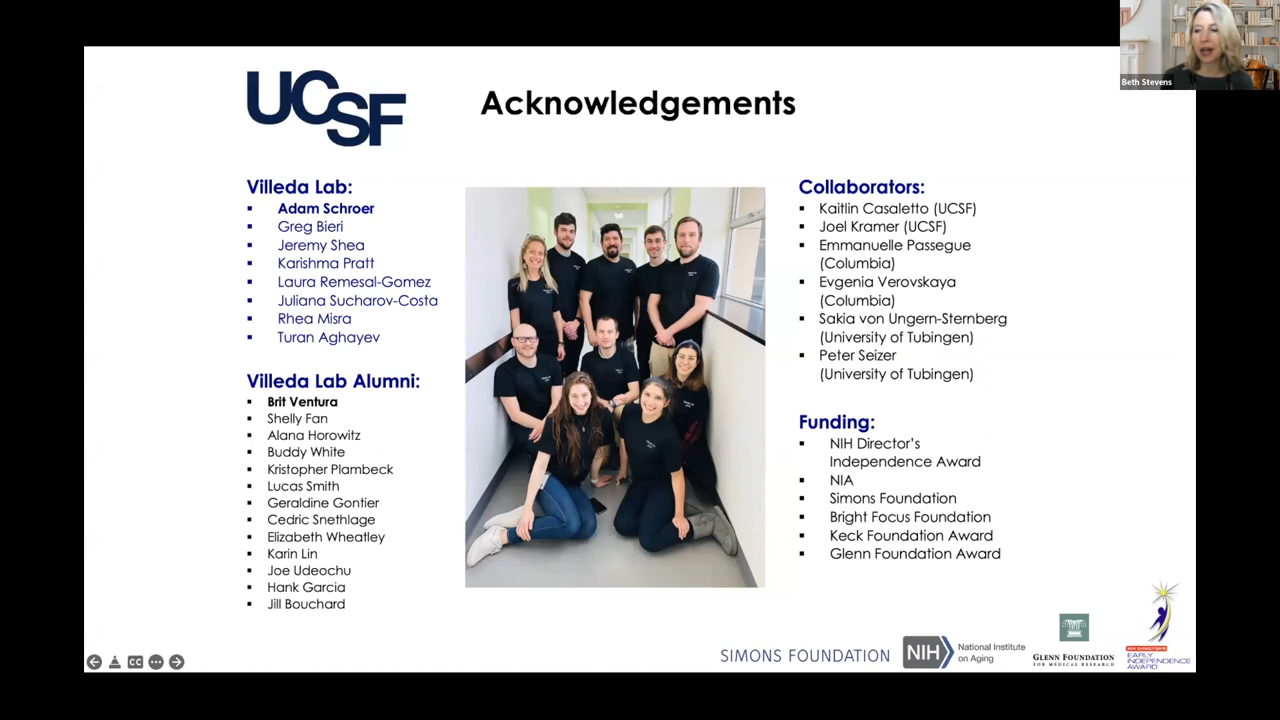 Beth Stevens
UCSF
Acknowledgements
Villeda Lab:
Adam Schroer
Greg Bieri
Jeremy Shea
Karishma Pratt
Laura Remesal-Gomez
Juliana Sucharov-Costa
Rhea Misra
Turan Aghayev
Villeda Lab Alumni:
Brit Ventura
Shelly Fan
Alana Horowitz
Buddy White
Kristopher Plambeck
Lucas Smith
Geraldine Gontier
Cedric Snethlage
Elizabeth Wheatley
Karin Lin
Joe Udeochu
Hank Garcia
Jill Bouchard
Collaborators:
Kaitlin Casaletto (UCSF)
Joel Kramer (UCSF)
Emmanuelle Passegue
(Columbia)
Evgenia Verovskaya
(Columbia)
Sakia von Ungern-Sternberg
(University of Tubingen)
Peter Seizer
(University of Tubingen)
Funding:
NIH Director's
Independence Award
NIA
Simons Foundation
Bright Focus Foundation
Keck Foundation Award
Glenn Foundation Award
SIMONS FOUNDATION
NIH
National Institute
on Aging
GLENN FOUNDATION
FOR MEDICAL RESEARCH
NIH DIRECTOR'S
EARLY
INDEPENDENCE
AWARD
CC